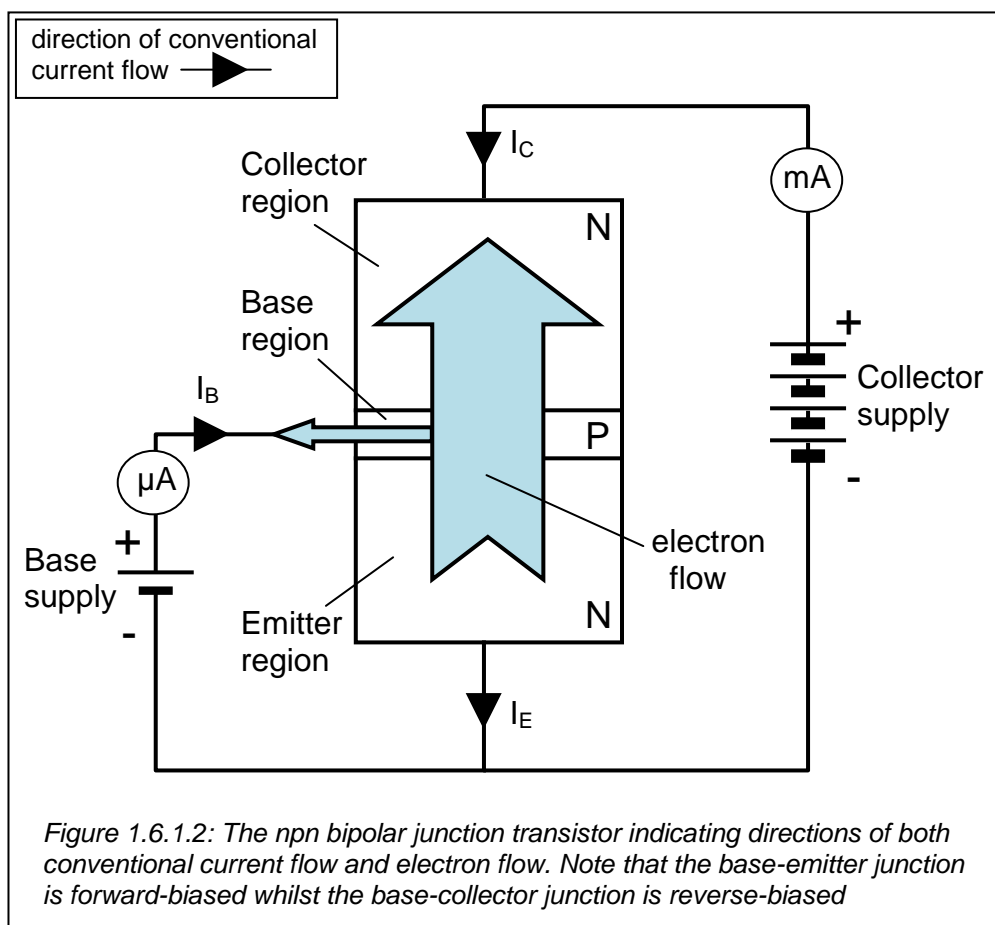 direction of conventional
current flow
I_C
mA
Collector
region
N
Base
region
+
Collector
supply
-
I_B
P
µA
+
Base
supply
-
electron
flow
Emitter
region
N
I_E
Figure 1.6.1.2: The npn bipolar junction transistor indicating directions of both
conventional current flow and electron flow. Note that the base-emitter junction
is forward-biased whilst the base-collector junction is reverse-biased